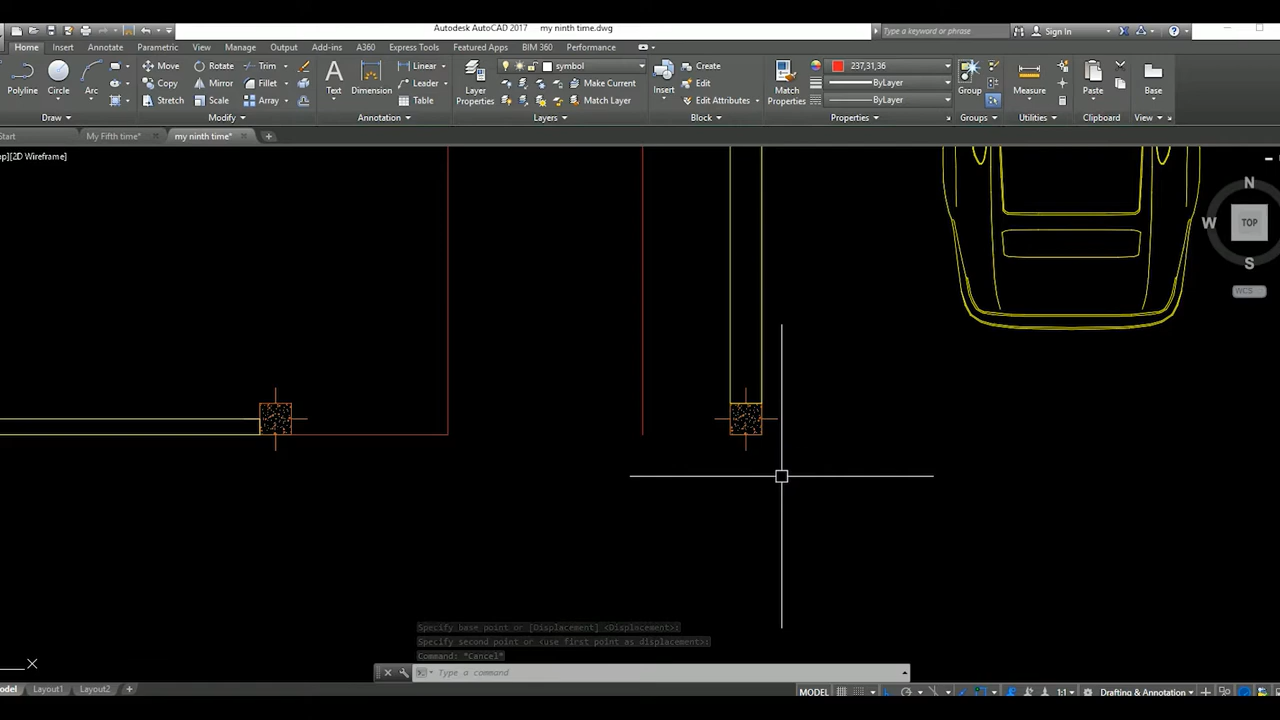 Autodesk AutoCAD 2017 my ninth time.dwg
Type a keyword or phrase
Sign In
Home Insert Annotate Parametric View Manage Output Add-ins A360 Express Tools Featured Apps BIM 360 Performance
Move Rotate Trim Linear symbol Create 237,31,36
Polyline Circle Arc Copy Mirror Fillet Text Dimension Leader Layer Properties Make Current Insert Edit Match Properties ByLayer Group Measure Paste Base
Stretch Scale Array Table Match Layer Edit Attributes ByLayer
Draw Modify Annotation Layers Block Properties Groups Utilities Clipboard View
Start My Fifth time* my ninth time* +
[2D Wireframe]
N
W TOP
S
WCS
Specify base point or [Displacement] <Displacement>:
Specify second point or <use first point as displacement>:
Command: *Cancel*
Type a command
X
Layout1 Layout2 +
MODEL 1:1 Drafting & Annotation